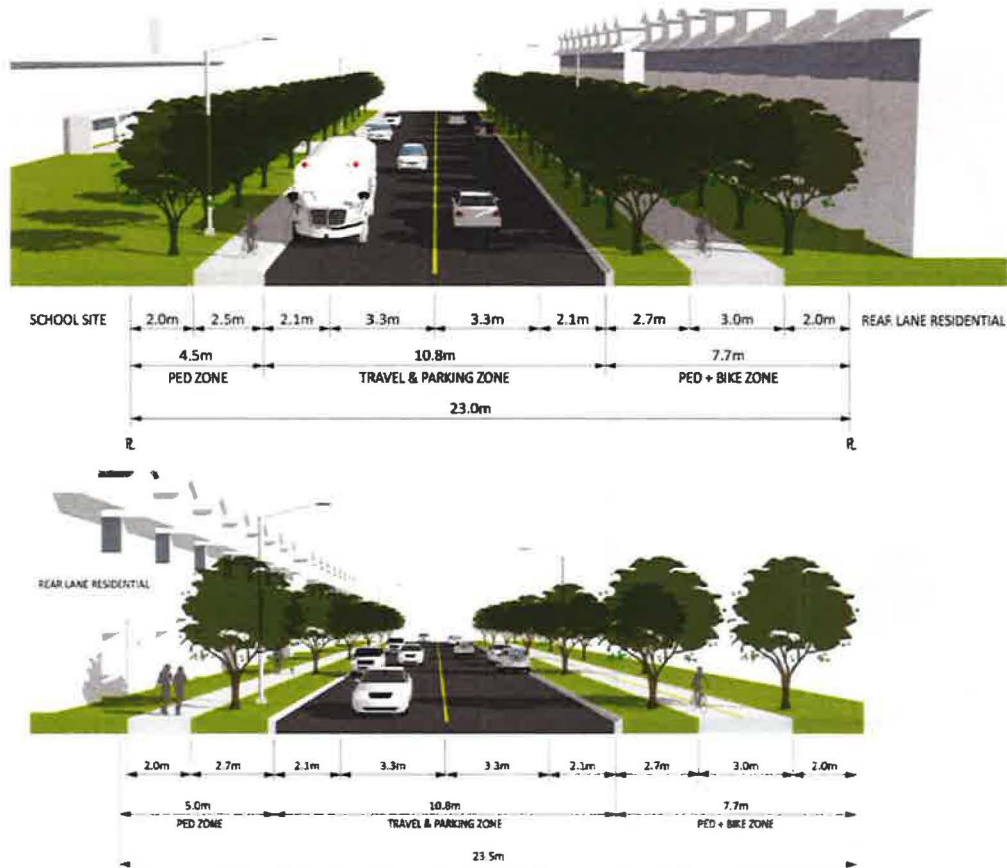 SCHOOL SITE 2.0m 2.5m 2.1m 3.3m 3.3m 2.1m 2.7m 3.0m 2.0m REAR LANE RESIDENTIAL
4.5m 10.8m 7.7m
PED ZONE TRAVEL & PARKING ZONE PED + BIKE ZONE
23.0m
PL PL
REAR LANE RESIDENTIAL
2.0m 2.7m 2.1m 3.3m 3.3m 2.1m 2.7m 3.0m 2.0m
5.0m 10.8m 7.7m
PED ZONE TRAVEL & PARKING ZONE PED + BIKE ZONE
23.5m